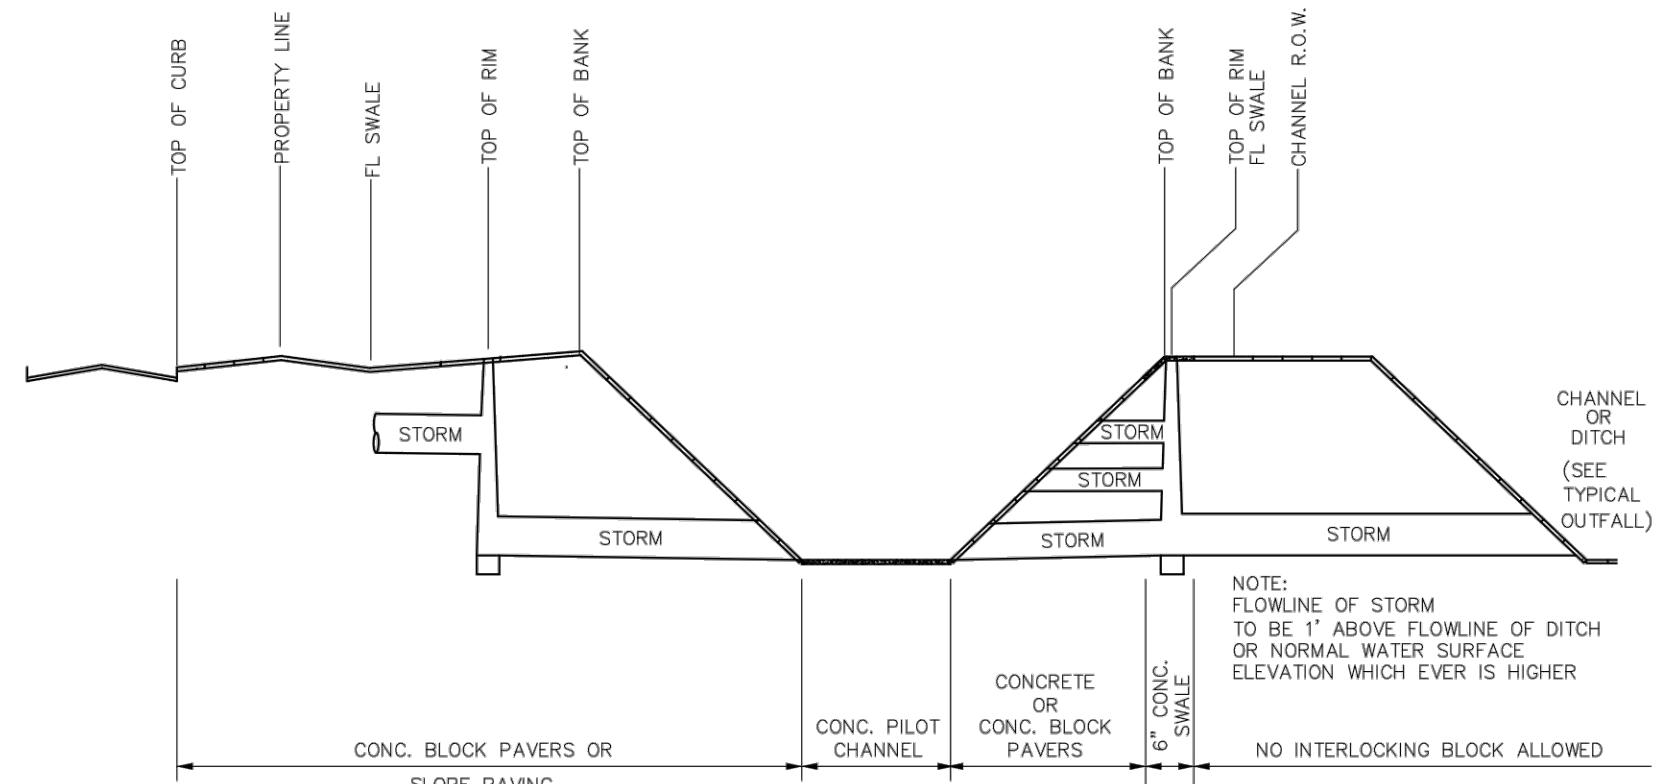 TOP OF CURB
PROPERTY LINE
FL SWALE
TOP OF RIM
TOP OF BANK
TOP OF BANK
TOP OF RIM
FL SWALE
CHANNEL R.O.W.
STORM
STORM
STORM
STORM
STORM
STORM
CHANNEL
OR
DITCH
(SEE
TYPICAL
OUTFALL)
NOTE:
FLOWLINE OF STORM
TO BE 1' ABOVE FLOWLINE OF DITCH
OR NORMAL WATER SURFACE
ELEVATION WHICH EVER IS HIGHER
CONC. BLOCK PAVERS OR
SLOPE PAVING
CONC. PILOT
CHANNEL
CONCRETE
OR
CONC. BLOCK
PAVERS
6" CONC.
SWALE
NO INTERLOCKING BLOCK ALLOWED